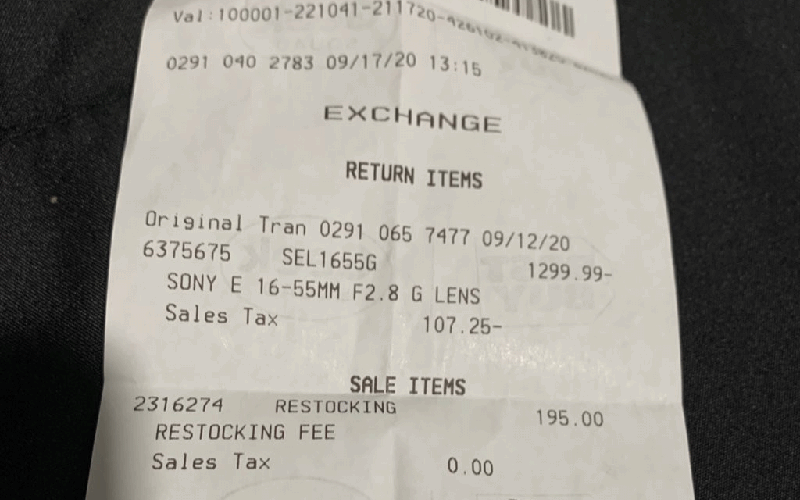 Val:100001-221041-211720-
0291 040 2783 09/17/20 13:15
EXCHANGE
RETURN ITEMS
Original Tran 0291 065 7477 09/12/20
6375675 SEL1655G 1299.99-
SONY E 16-55MM F2.8 G LENS
Sales Tax 107.25-
SALE ITEMS
2316274 RESTOCKING 195.00
RESTOCKING FEE
Sales Tax 0.00